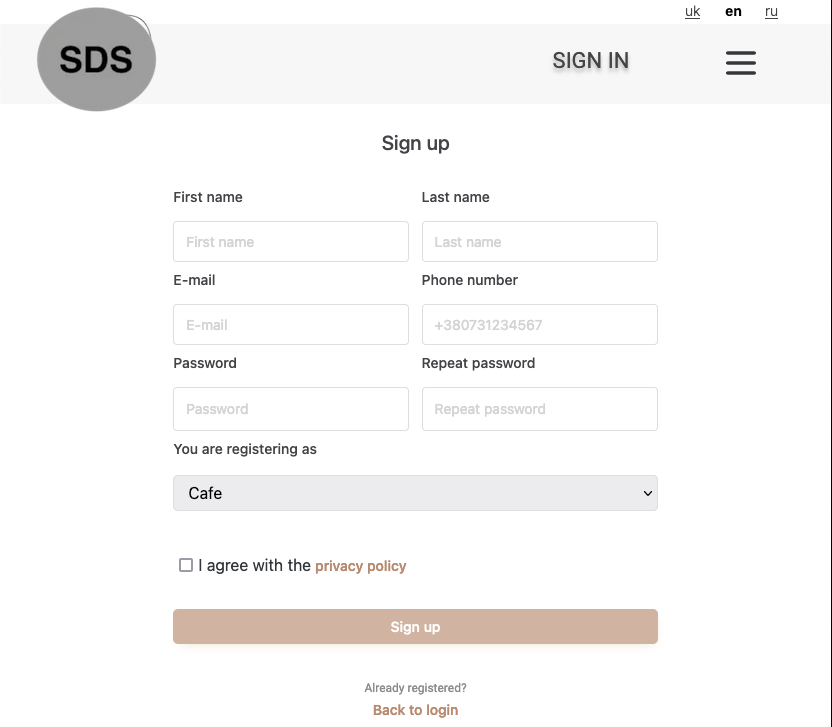 uk en ru
SDS
SIGN IN
Sign up
First name Last name
First name Last name
E-mail Phone number
E-mail +380731234567
Password Repeat password
Password Repeat password
You are registering as
Cafe
I agree with the privacy policy
Sign up
Already registered?
Back to login